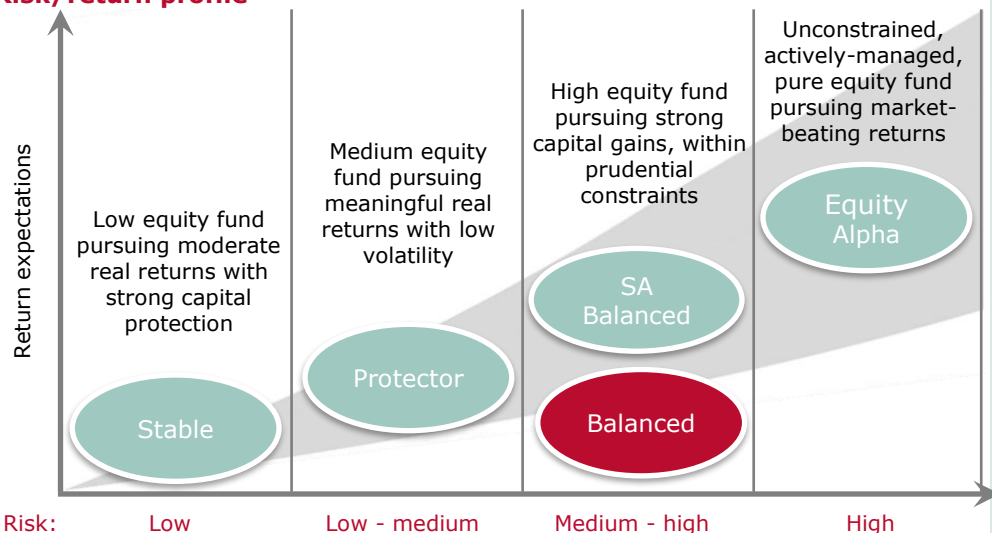 Risk/return profile
Return expectations
Low equity fund
pursuing moderate
real returns with
strong capital
protection
Stable
Medium equity
fund pursuing
meaningful real
returns with low
volatility
Protector
High equity fund
pursuing strong
capital gains, within
prudential
constraints
SA
Balanced
Balanced
Unconstrained,
actively-managed,
pure equity fund
pursuing market-
beating returns
Equity
Alpha
Risk:
Low
Low - medium
Medium - high
High